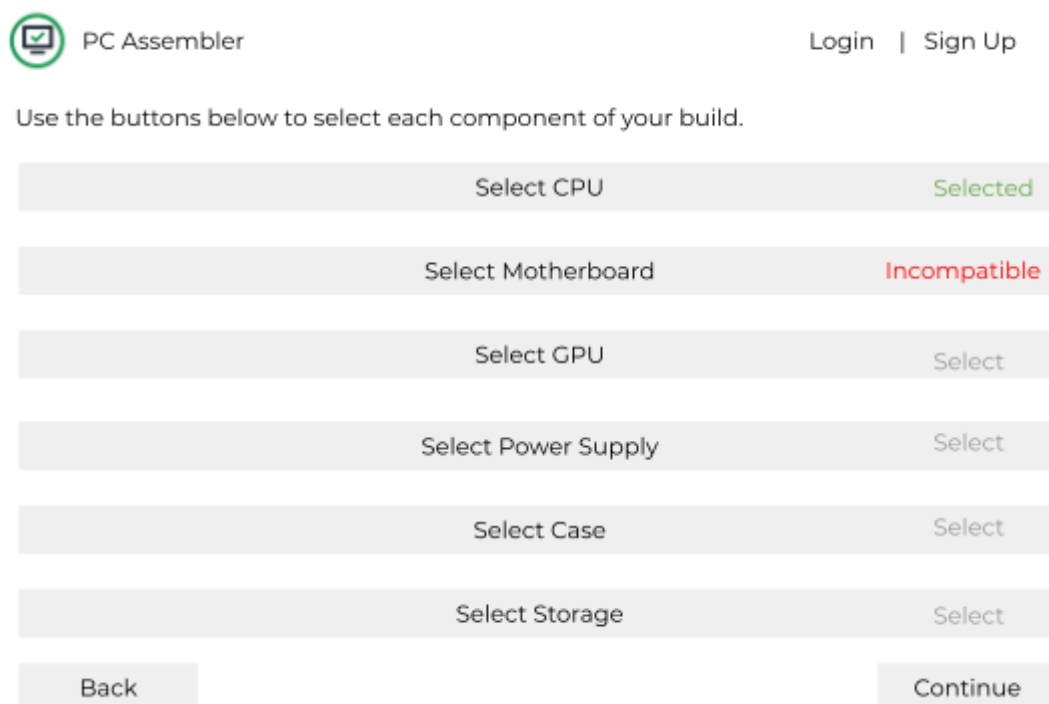 PC Assembler Login | Sign Up
Use the buttons below to select each component of your build.
Select CPU Selected
Select Motherboard Incompatible
Select GPU Select
Select Power Supply Select
Select Case Select
Select Storage Select
Back Continue